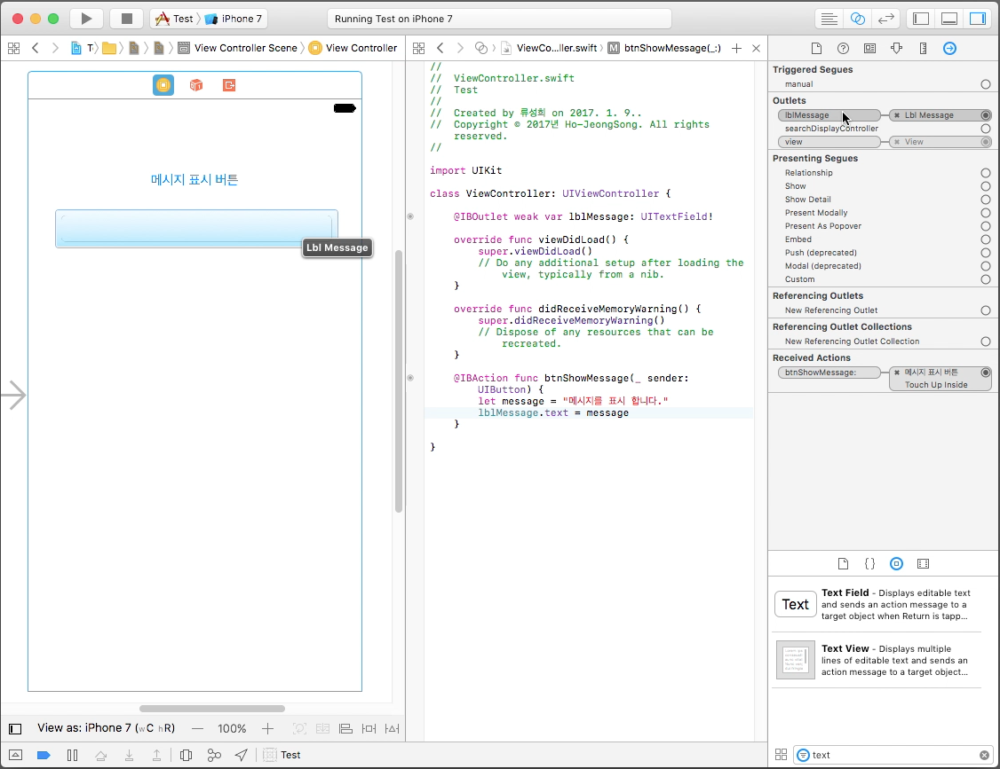 Test
iPhone 7
Running Test on iPhone 7
T
View Controller Scene
View Controller
ViewCo...ller.swift
M
btnShowMessage(_:)
메시지 표시 버튼
Lbl Message
//
// ViewController.swift
// Test
//
// Created by 류성희 on 2017. 1. 9..
// Copyright © 2017년 Ho-JeongSong. All rights
reserved.
//
import UIKit
class ViewController: UIViewController {
@IBOutlet weak var lblMessage: UITextField!
override func viewDidLoad() {
super.viewDidLoad()
// Do any additional setup after loading the
view, typically from a nib.
}
override func didReceiveMemoryWarning() {
super.didReceiveMemoryWarning()
// Dispose of any resources that can be
recreated.
}
@IBAction func btnShowMessage(_ sender:
UIButton) {
let message = "메시지를 표시 합니다."
lblMessage.text = message
}
}
Triggered Segues
manual
Outlets
lblMessage
Lbl Message
searchDisplayController
view
View
Presenting Segues
Relationship
Show
Show Detail
Present Modally
Present As Popover
Embed
Push (deprecated)
Modal (deprecated)
Custom
Referencing Outlets
New Referencing Outlet
Referencing Outlet Collections
New Referencing Outlet Collection
Received Actions
btnShowMessage:
메시지 표시 버튼
Touch Up Inside
Text
Text Field - Displays editable text
and sends an action message to a
target object when Return is tapp...
Text View - Displays multiple
lines of editable text and sends an
action message to a target object...
View as: iPhone 7 (wC hR)
100%
Test
text